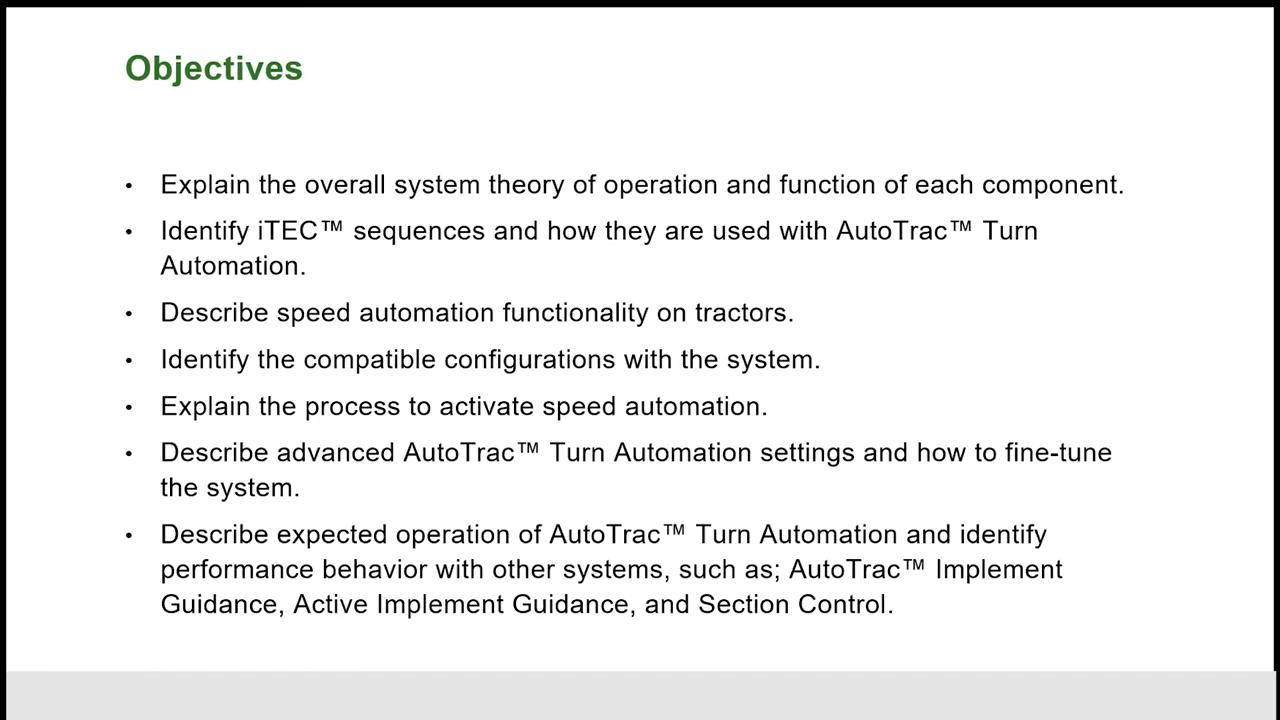 Objectives
• Explain the overall system theory of operation and function of each component.
• Identify iTEC™ sequences and how they are used with AutoTrac™ Turn
Automation.
• Describe speed automation functionality on tractors.
• Identify the compatible configurations with the system.
• Explain the process to activate speed automation.
• Describe advanced AutoTrac™ Turn Automation settings and how to fine-tune
the system.
• Describe expected operation of AutoTrac™ Turn Automation and identify
performance behavior with other systems, such as; AutoTrac™ Implement
Guidance, Active Implement Guidance, and Section Control.